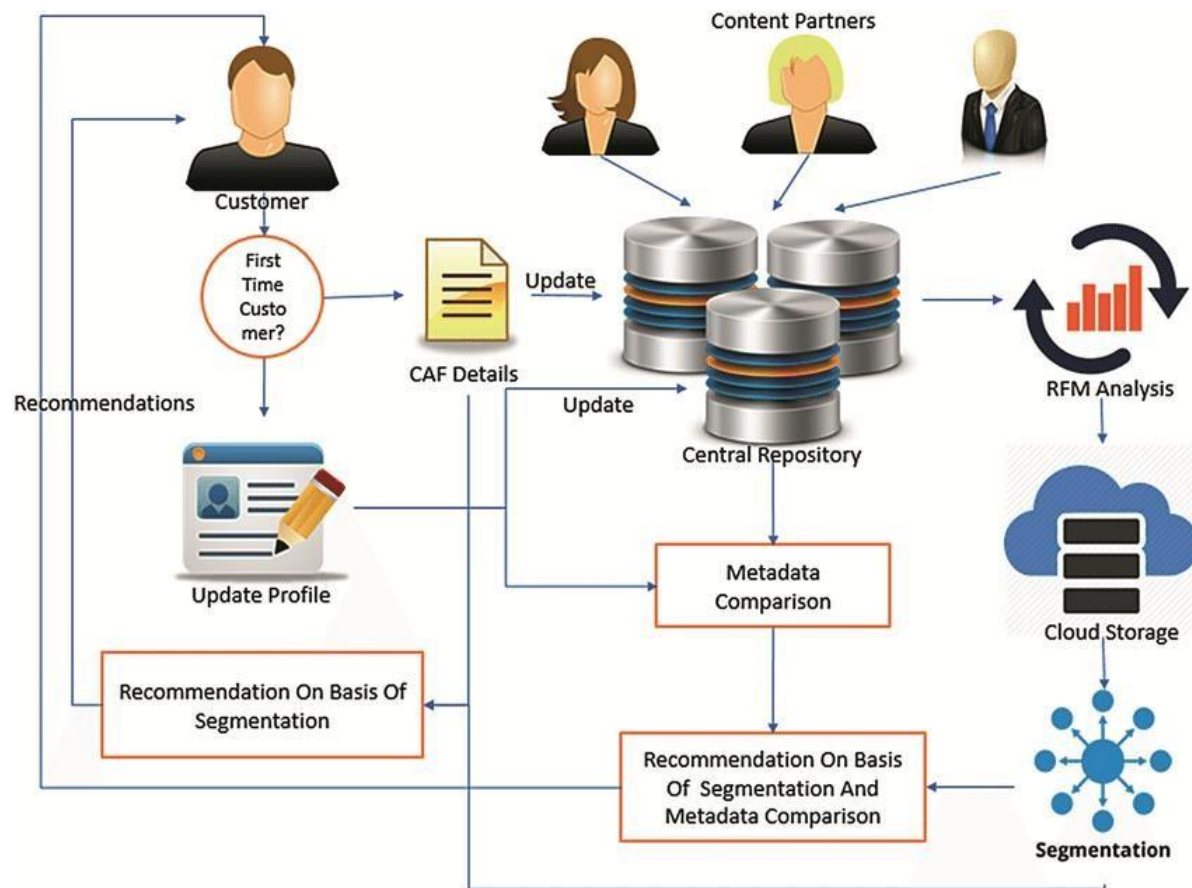 Content Partners
Customer
First
Time
Custo
mer?
Update
CAF Details
Recommendations
Update
RFM Analysis
Central Repository
Update Profile
Metadata
Comparison
Cloud Storage
Recommendation On Basis Of
Segmentation
Recommendation On Basis
Of Segmentation And
Metadata Comparison
Segmentation